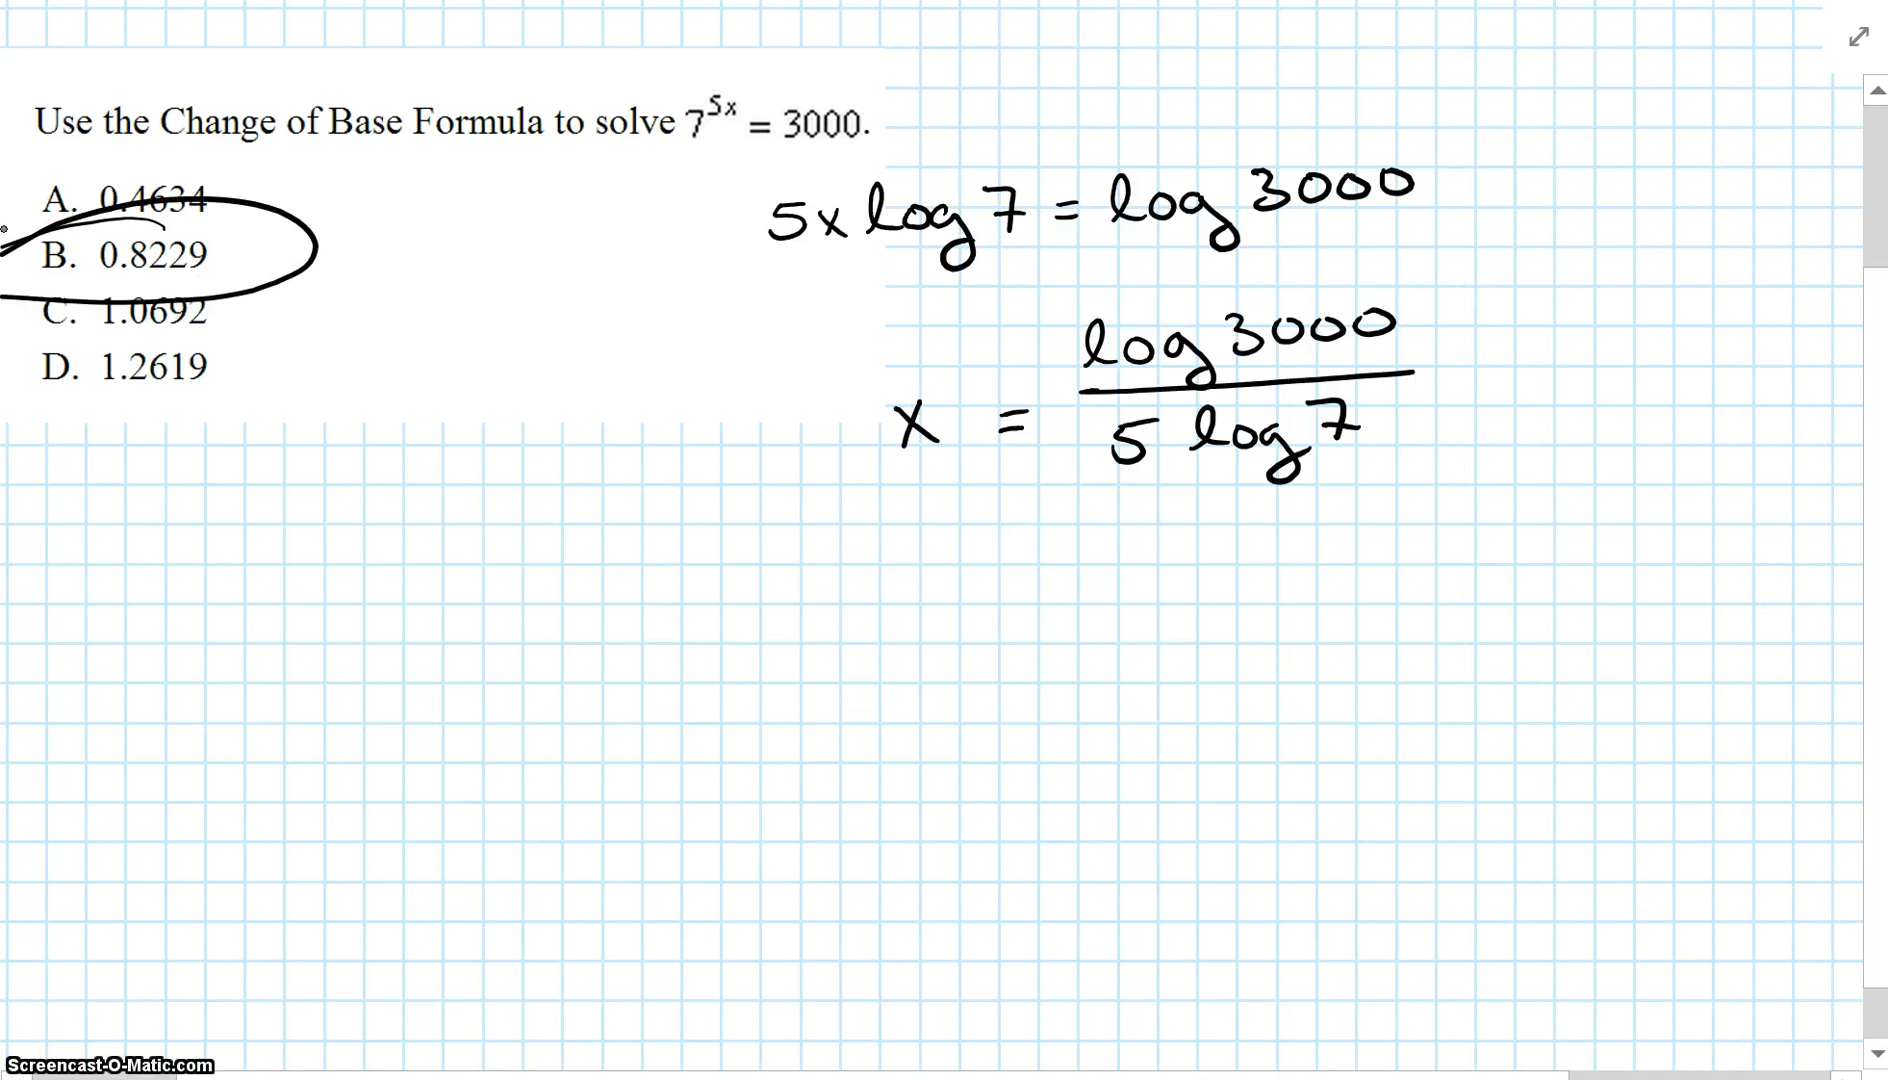 Use the Change of Base Formula to solve 7^{5x} = 3000.
A. 0.4634
B. 0.8229
C. 1.0692
D. 1.2619
5x log 7 = log 3000
x = \frac{log 3000}{5 log 7}
Screencast-O-Matic.com